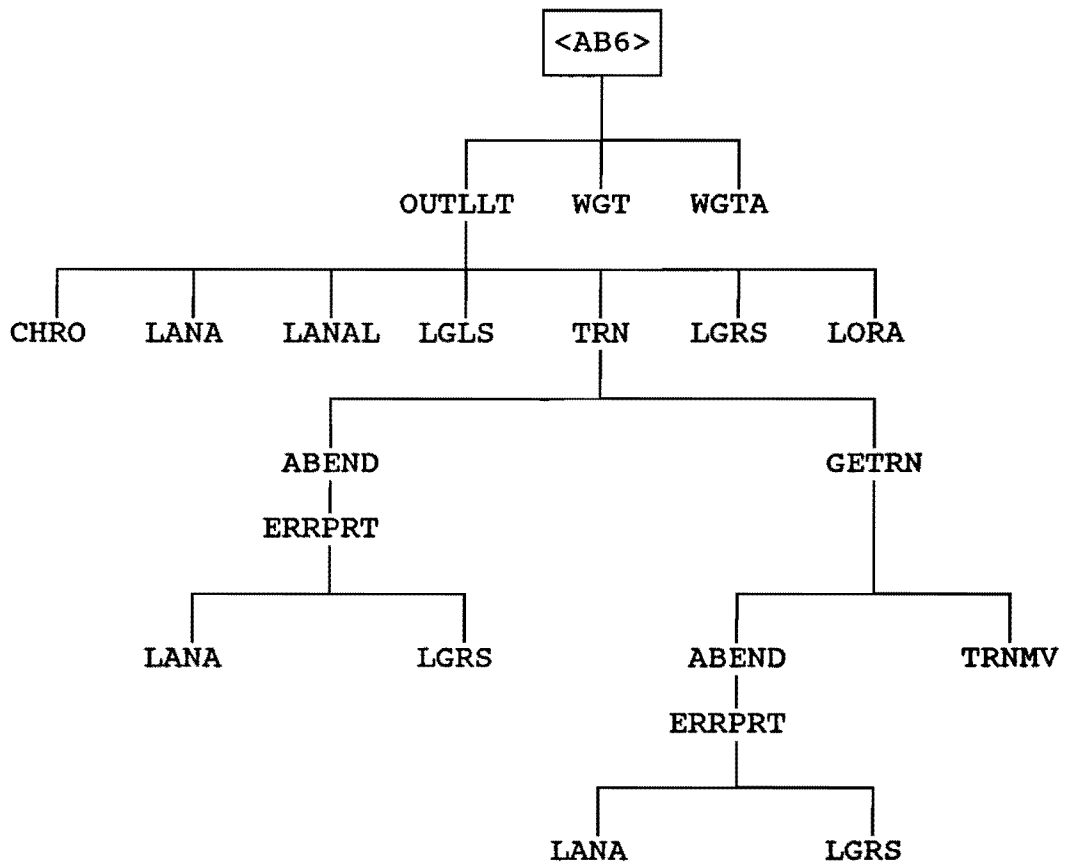 <AB6>
OUTLLT WGT WGTA
CHRO LANA LANAL LGLS TRN LGRS LORA
ABEND GETRN
ERRPRT
LANA LGRS ABEND TRNMV
ERRPRT
LANA LGRS